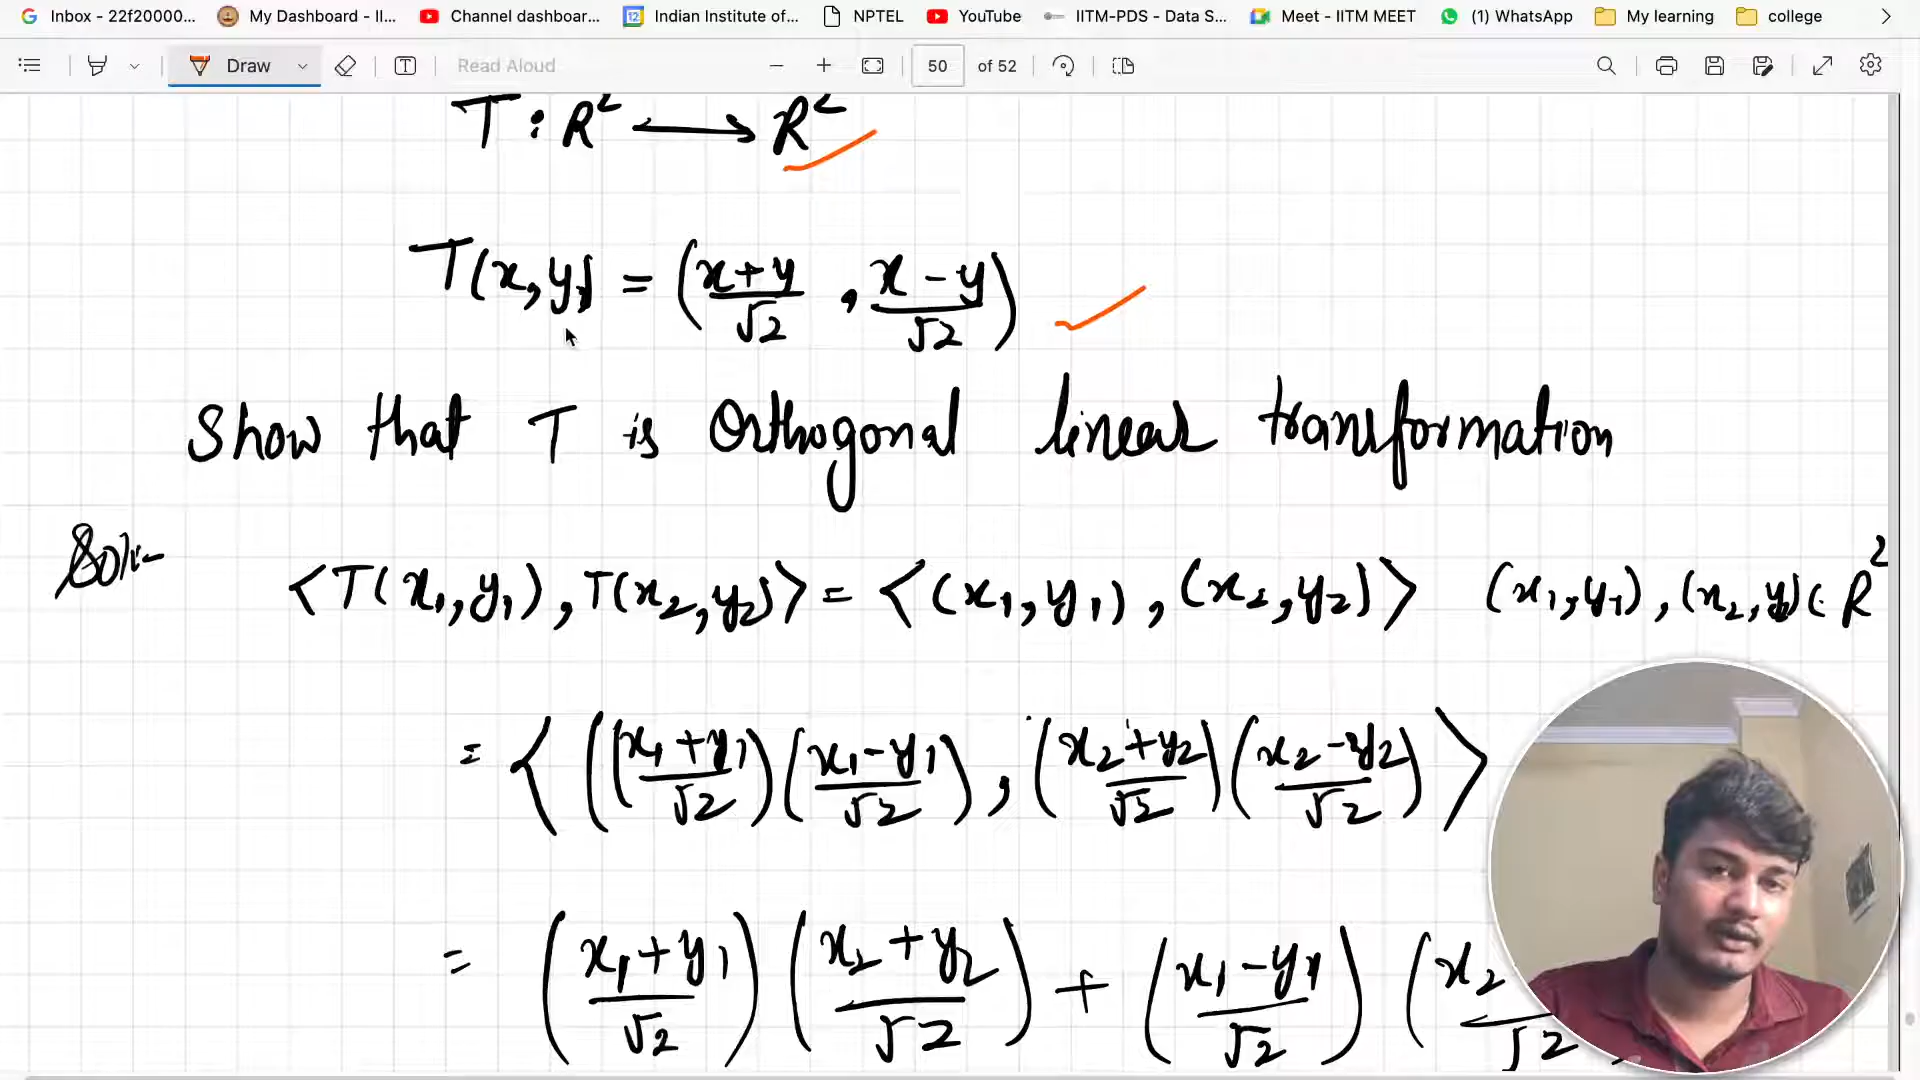 Inbox - 22f20000... My Dashboard - II... Channel dashboar... Indian Institute of... NPTEL YouTube IITM-PDS - Data S... Meet - IITM MEET (1) WhatsApp My learning college
Draw Read Aloud 50 of 52
T : R² → R²
T(x,y) = (x+y/√2 , x-y/√2)
Show that T is Orthogonal linear transformation
Sol:-
<T(x₁,y₁), T(x₂,y₂)> = <(x₁,y₁), (x₂,y₂)> (x₁,y₁), (x₂,y₂) ∈ R²
= <((x₁+y₁/√2)(x₁-y₁/√2), (x₂+y₂/√2)(x₂-y₂/√2)>
= (x₁+y₁/√2)(x₂+y₂/√2) + (x₁-y₁/√2)(x₂ /√2